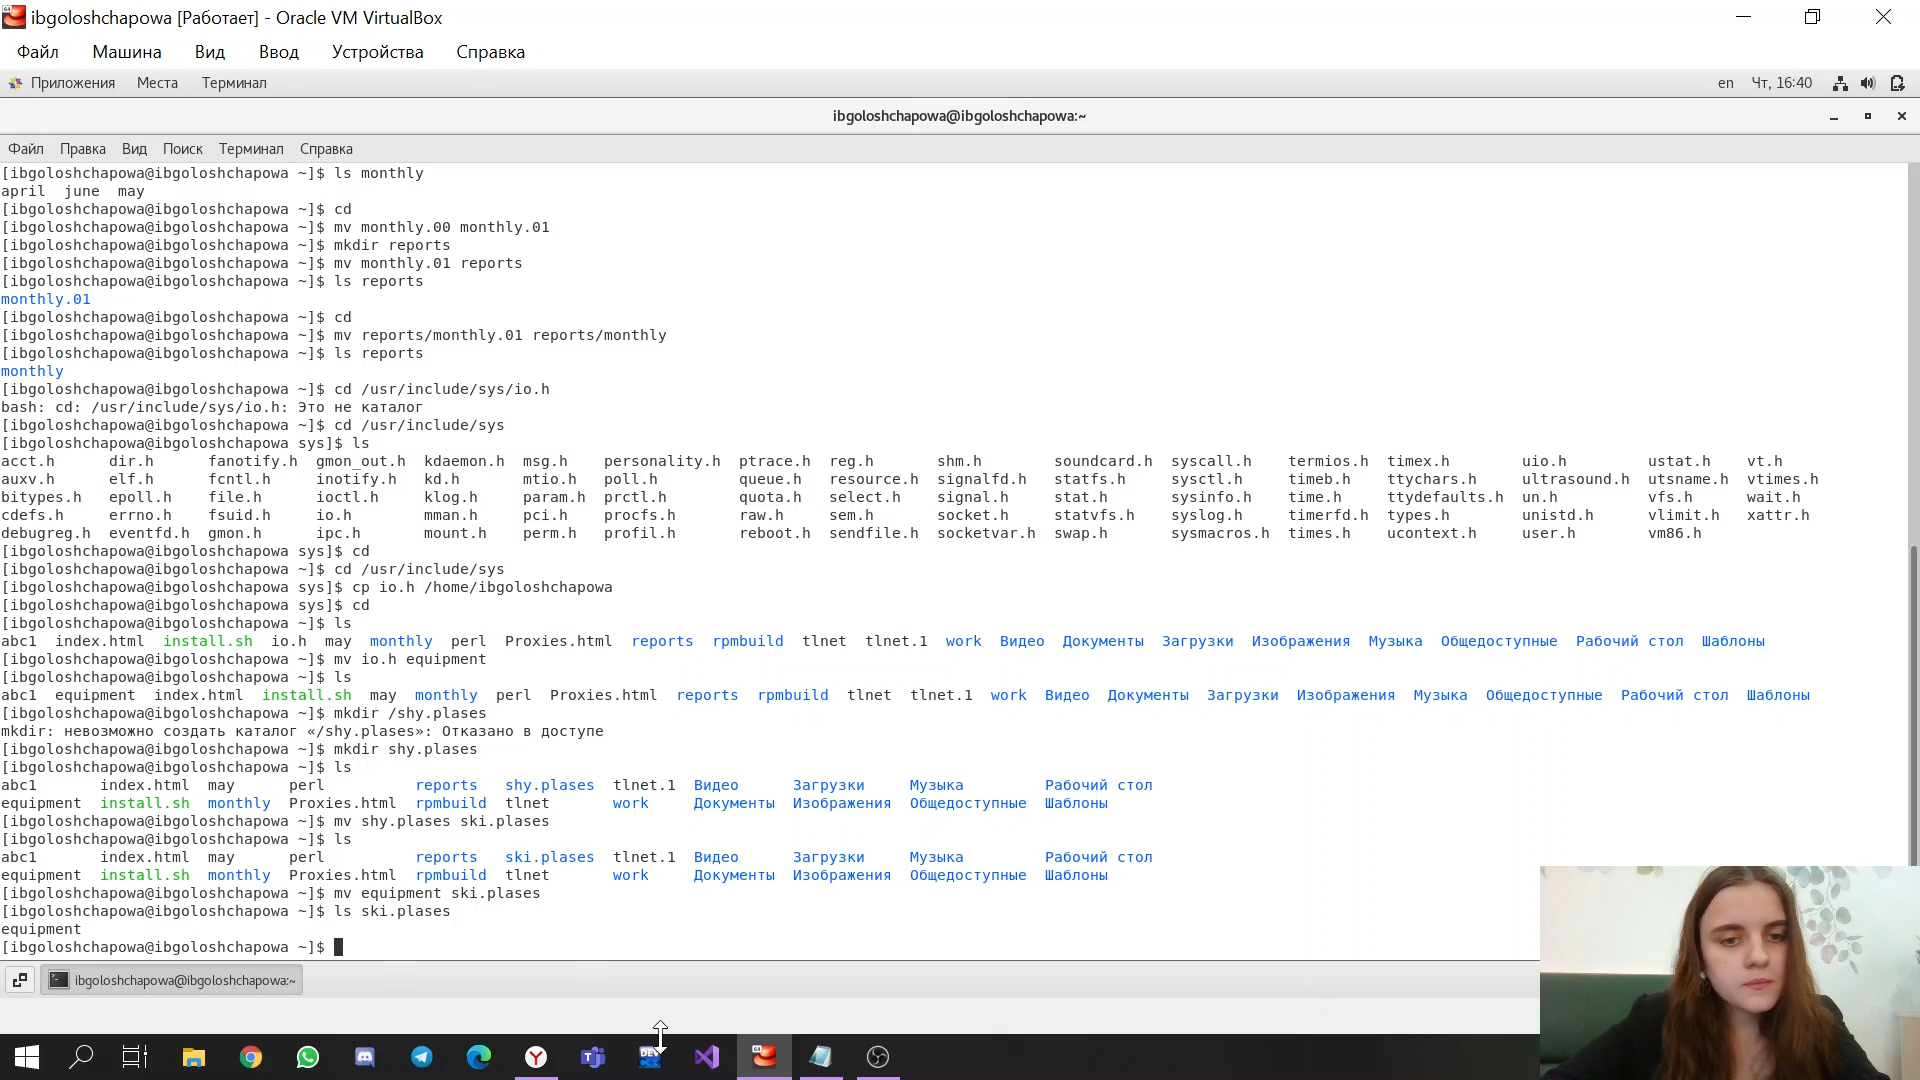 ibgoloshchapowa [Работает] - Oracle VM VirtualBox
Файл Машина Вид Ввод Устройства Справка
Приложения Места Терминал en Чт, 16:40
ibgoloshchapowa@ibgoloshchapowa:~
Файл Правка Вид Поиск Терминал Справка
[ibgoloshchapowa@ibgoloshchapowa ~]$ ls monthly
april june may
[ibgoloshchapowa@ibgoloshchapowa ~]$ cd
[ibgoloshchapowa@ibgoloshchapowa ~]$ mv monthly.00 monthly.01
[ibgoloshchapowa@ibgoloshchapowa ~]$ mkdir reports
[ibgoloshchapowa@ibgoloshchapowa ~]$ mv monthly.01 reports
[ibgoloshchapowa@ibgoloshchapowa ~]$ ls reports
monthly.01
[ibgoloshchapowa@ibgoloshchapowa ~]$ cd
[ibgoloshchapowa@ibgoloshchapowa ~]$ mv reports/monthly.01 reports/monthly
[ibgoloshchapowa@ibgoloshchapowa ~]$ ls reports
monthly
[ibgoloshchapowa@ibgoloshchapowa ~]$ cd /usr/include/sys/io.h
bash: cd: /usr/include/sys/io.h: Это не каталог
[ibgoloshchapowa@ibgoloshchapowa ~]$ cd /usr/include/sys
[ibgoloshchapowa@ibgoloshchapowa sys]$ ls
acct.h dir.h fanotify.h gmon_out.h kdaemon.h msg.h personality.h ptrace.h reg.h shm.h soundcard.h syscall.h termios.h timex.h uio.h ustat.h vt.h
auxv.h elf.h fcntl.h inotify.h kd.h mtio.h poll.h queue.h resource.h signalfd.h statfs.h sysctl.h timeb.h ttychars.h ultrasound.h utsname.h vtimes.h
bitypes.h epoll.h file.h ioctl.h klog.h param.h prctl.h quota.h select.h signal.h stat.h sysinfo.h time.h ttydefaults.h un.h vfs.h wait.h
cdefs.h errno.h fsuid.h io.h mman.h pci.h procfs.h raw.h sem.h socket.h statvfs.h syslog.h timerfd.h types.h unistd.h vlimit.h xattr.h
debugreg.h eventfd.h gmon.h ipc.h mount.h perm.h profil.h reboot.h sendfile.h socketvar.h swap.h sysmacros.h times.h ucontext.h user.h vm86.h
[ibgoloshchapowa@ibgoloshchapowa sys]$ cd
[ibgoloshchapowa@ibgoloshchapowa ~]$ cd /usr/include/sys
[ibgoloshchapowa@ibgoloshchapowa sys]$ cp io.h /home/ibgoloshchapowa
[ibgoloshchapowa@ibgoloshchapowa sys]$ cd
[ibgoloshchapowa@ibgoloshchapowa ~]$ ls
abc1 index.html install.sh io.h may monthly perl Proxies.html reports rpmbuild tlnet tlnet.1 work Видео Документы Загрузки Изображения Музыка Общедоступные Рабочий стол Шаблоны
[ibgoloshchapowa@ibgoloshchapowa ~]$ mv io.h equipment
[ibgoloshchapowa@ibgoloshchapowa ~]$ ls
abc1 equipment index.html install.sh may monthly perl Proxies.html reports rpmbuild tlnet tlnet.1 work Видео Документы Загрузки Изображения Музыка Общедоступные Рабочий стол Шаблоны
[ibgoloshchapowa@ibgoloshchapowa ~]$ mkdir /shy.plases
mkdir: невозможно создать каталог «/shy.plases»: Отказано в доступе
[ibgoloshchapowa@ibgoloshchapowa ~]$ mkdir shy.plases
[ibgoloshchapowa@ibgoloshchapowa ~]$ ls
abc1 index.html may perl reports shy.plases tlnet.1 Видео Загрузки Музыка Рабочий стол
equipment install.sh monthly Proxies.html rpmbuild tlnet work Документы Изображения Общедоступные Шаблоны
[ibgoloshchapowa@ibgoloshchapowa ~]$ mv shy.plases ski.plases
[ibgoloshchapowa@ibgoloshchapowa ~]$ ls
abc1 index.html may perl reports ski.plases tlnet.1 Видео Загрузки Музыка Рабочий стол
equipment install.sh monthly Proxies.html rpmbuild tlnet work Документы Изображения Общедоступные Шаблоны
[ibgoloshchapowa@ibgoloshchapowa ~]$ mv equipment ski.plases
[ibgoloshchapowa@ibgoloshchapowa ~]$ ls ski.plases
equipment
[ibgoloshchapowa@ibgoloshchapowa ~]$
ibgoloshchapowa@ibgoloshchapowa:~